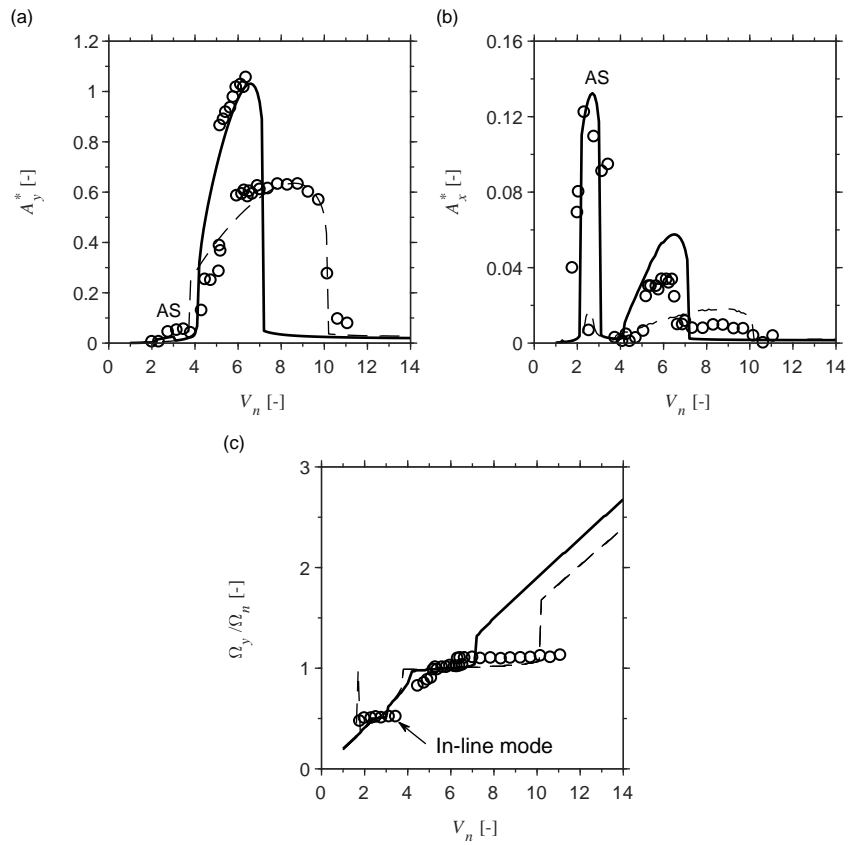 (a)
1.2
1
0.8
0.6
0.4
0.2
0
0 2 4 6 8 10 12 14
A*y [-]
Vn [-]
AS
(b)
0.16
0.12
0.08
0.04
0
0 2 4 6 8 10 12 14
A*x [-]
Vn [-]
AS
(c)
3
2
1
0
0 2 4 6 8 10 12 14
Ωy/Ωn [-]
Vn [-]
In-line mode